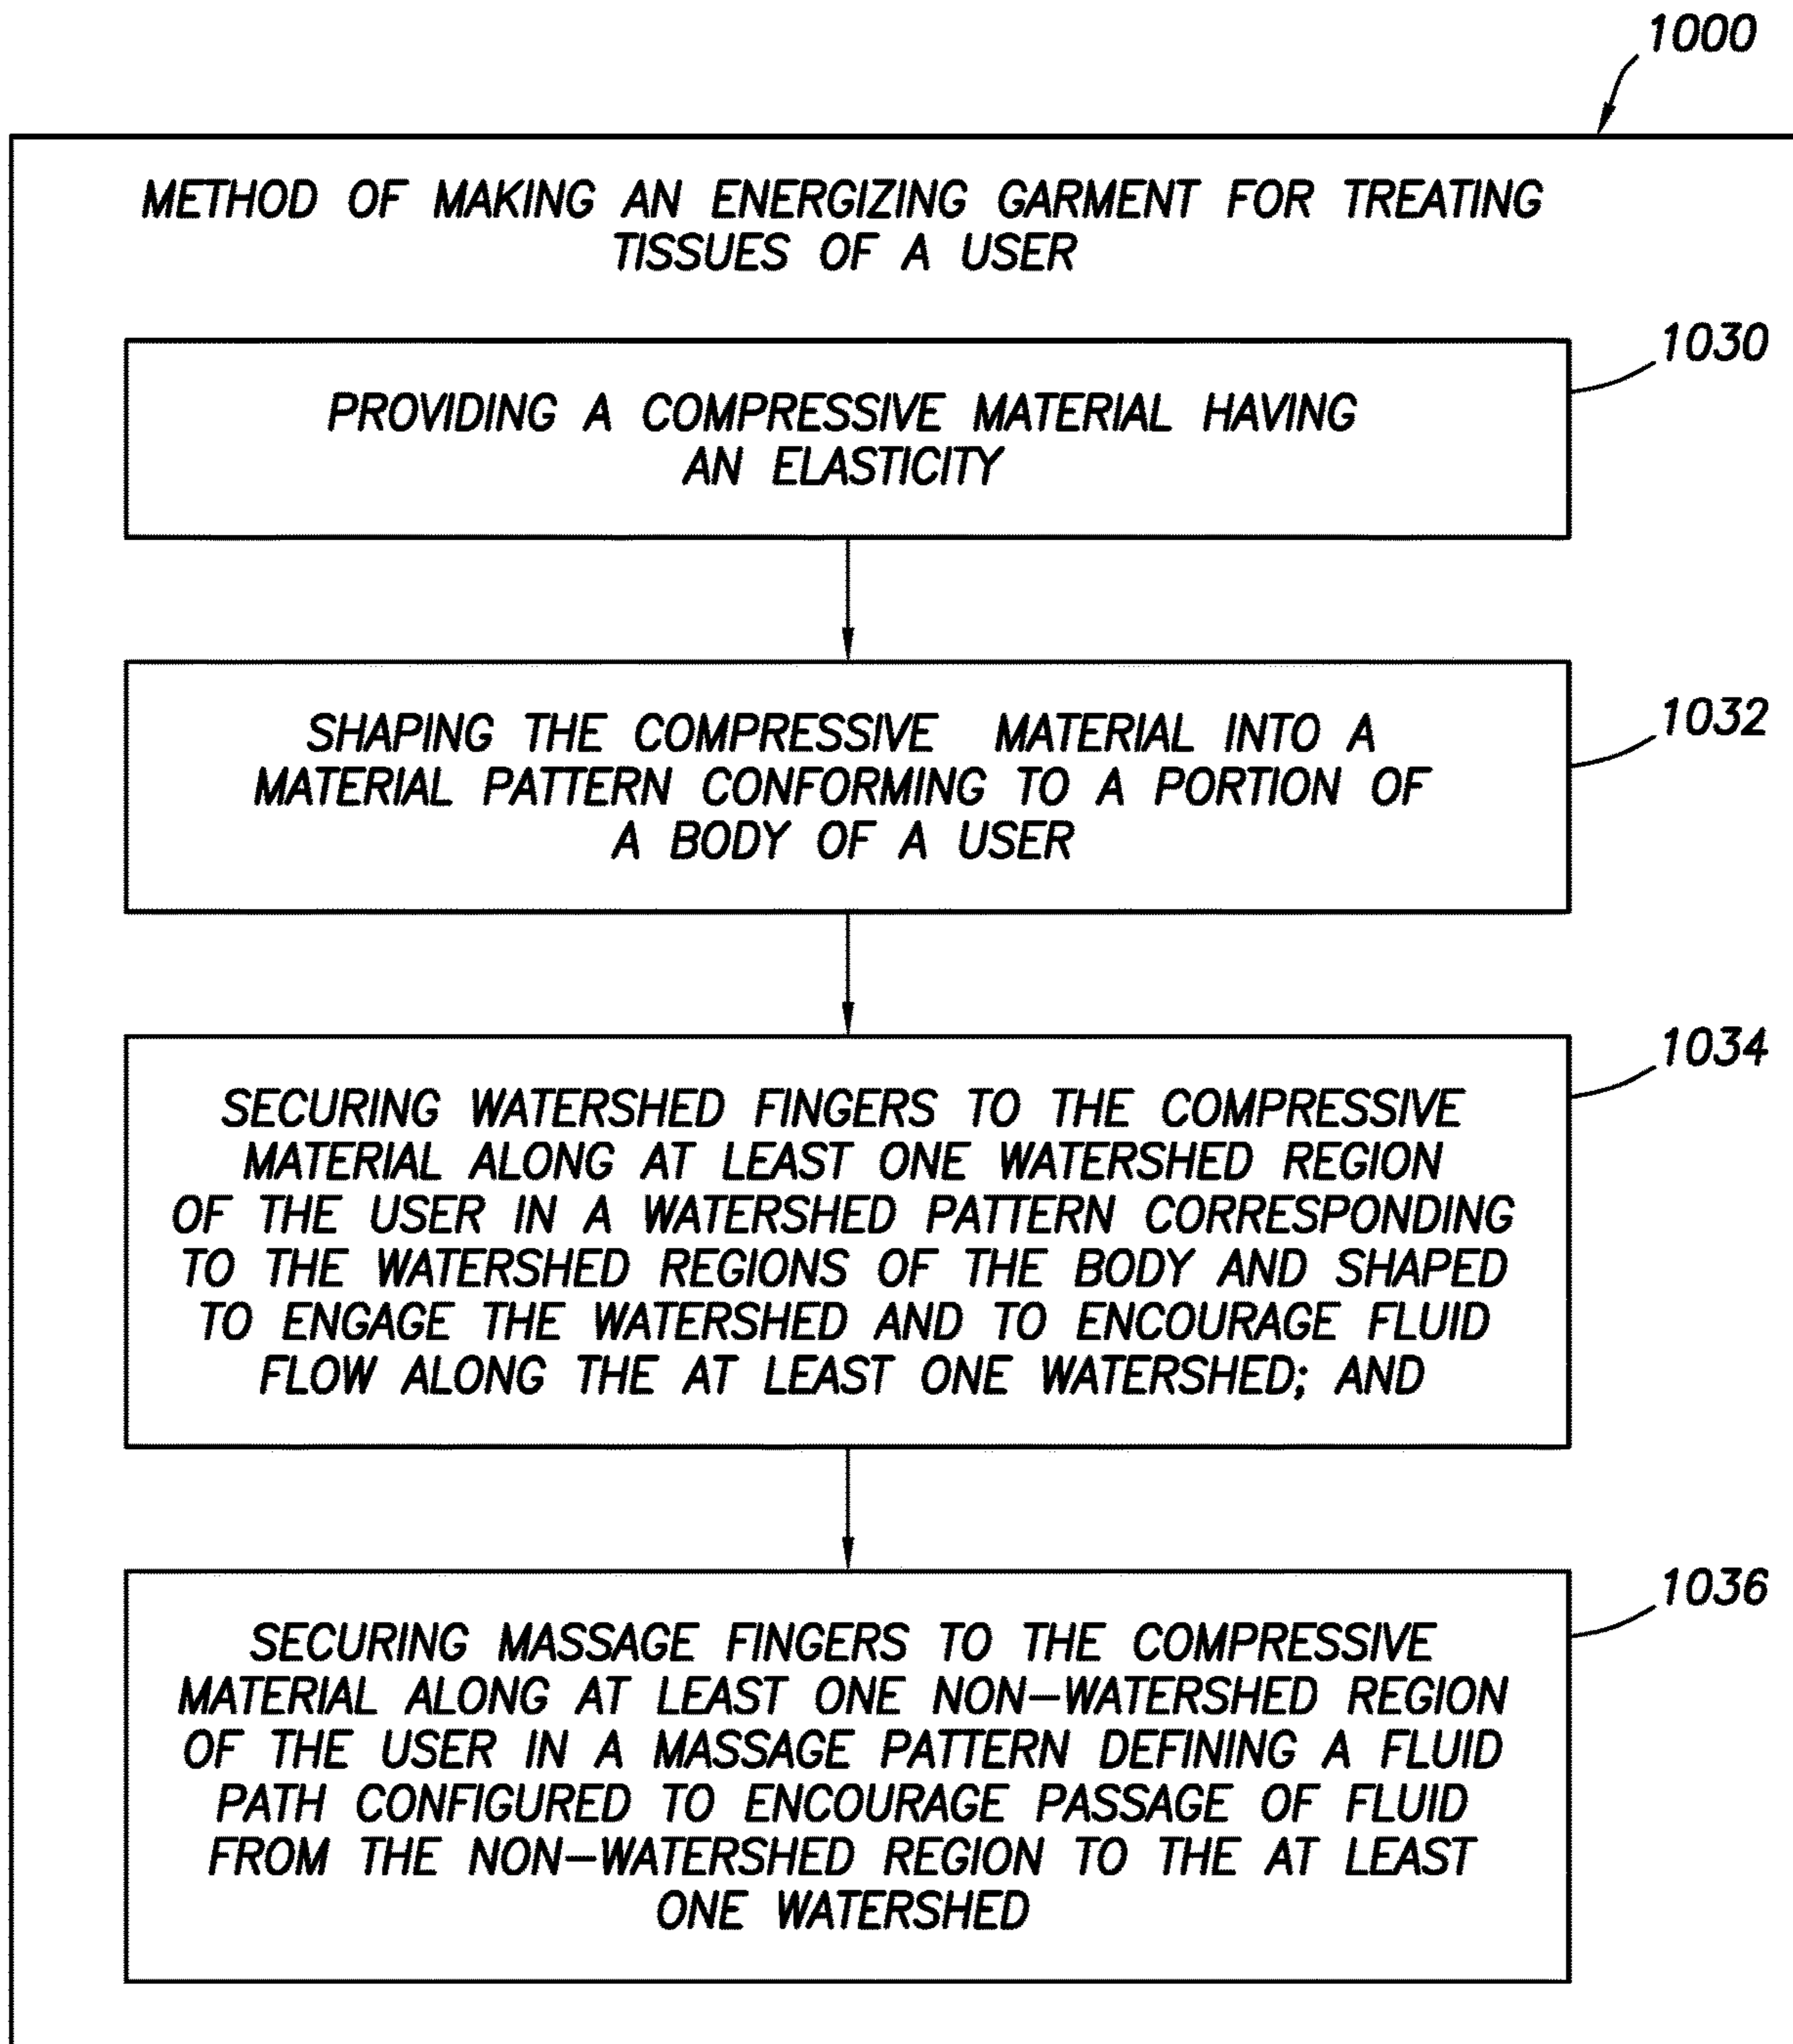 1000
METHOD OF MAKING AN ENERGIZING GARMENT FOR TREATING
TISSUES OF A USER
1030
PROVIDING A COMPRESSIVE MATERIAL HAVING
AN ELASTICITY
1032
SHAPING THE COMPRESSIVE MATERIAL INTO A
MATERIAL PATTERN CONFORMING TO A PORTION OF
A BODY OF A USER
1034
SECURING WATERSHED FINGERS TO THE COMPRESSIVE
MATERIAL ALONG AT LEAST ONE WATERSHED REGION
OF THE USER IN A WATERSHED PATTERN CORRESPONDING
TO THE WATERSHED REGIONS OF THE BODY AND SHAPED
TO ENGAGE THE WATERSHED AND TO ENCOURAGE FLUID
FLOW ALONG THE AT LEAST ONE WATERSHED; AND
1036
SECURING MASSAGE FINGERS TO THE COMPRESSIVE
MATERIAL ALONG AT LEAST ONE NON-WATERSHED REGION
OF THE USER IN A MASSAGE PATTERN DEFINING A FLUID
PATH CONFIGURED TO ENCOURAGE PASSAGE OF FLUID
FROM THE NON-WATERSHED REGION TO THE AT LEAST
ONE WATERSHED